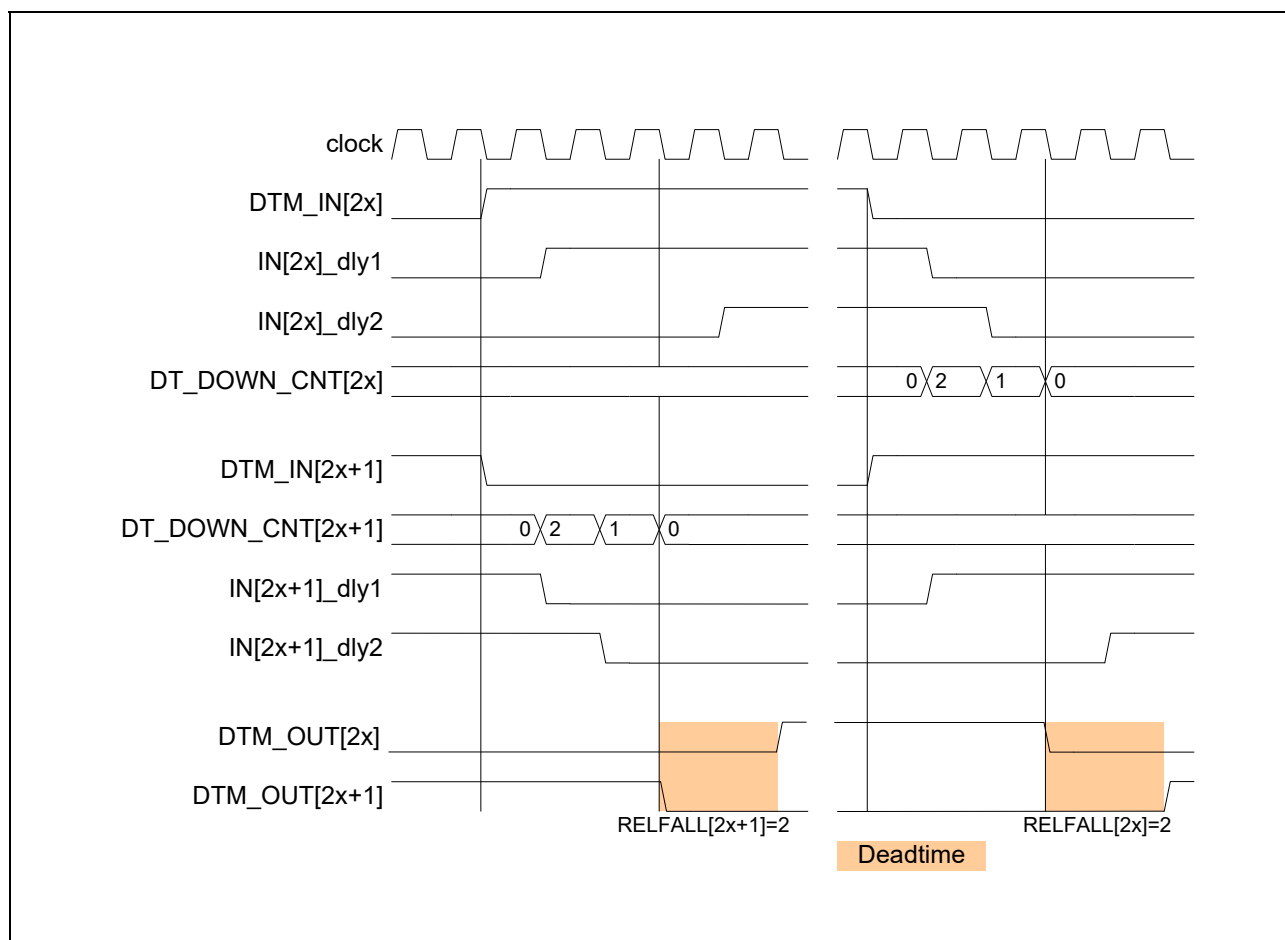 clock
DTM_IN[2x]
IN[2x]_dly1
IN[2x]_dly2
DT_DOWN_CNT[2x] 0 2 1 0
DTM_IN[2x+1]
DT_DOWN_CNT[2x+1] 0 2 1 0
IN[2x+1]_dly1
IN[2x+1]_dly2
DTM_OUT[2x]
DTM_OUT[2x+1]
RELFALL[2x+1]=2 RELFALL[2x]=2
Deadtime